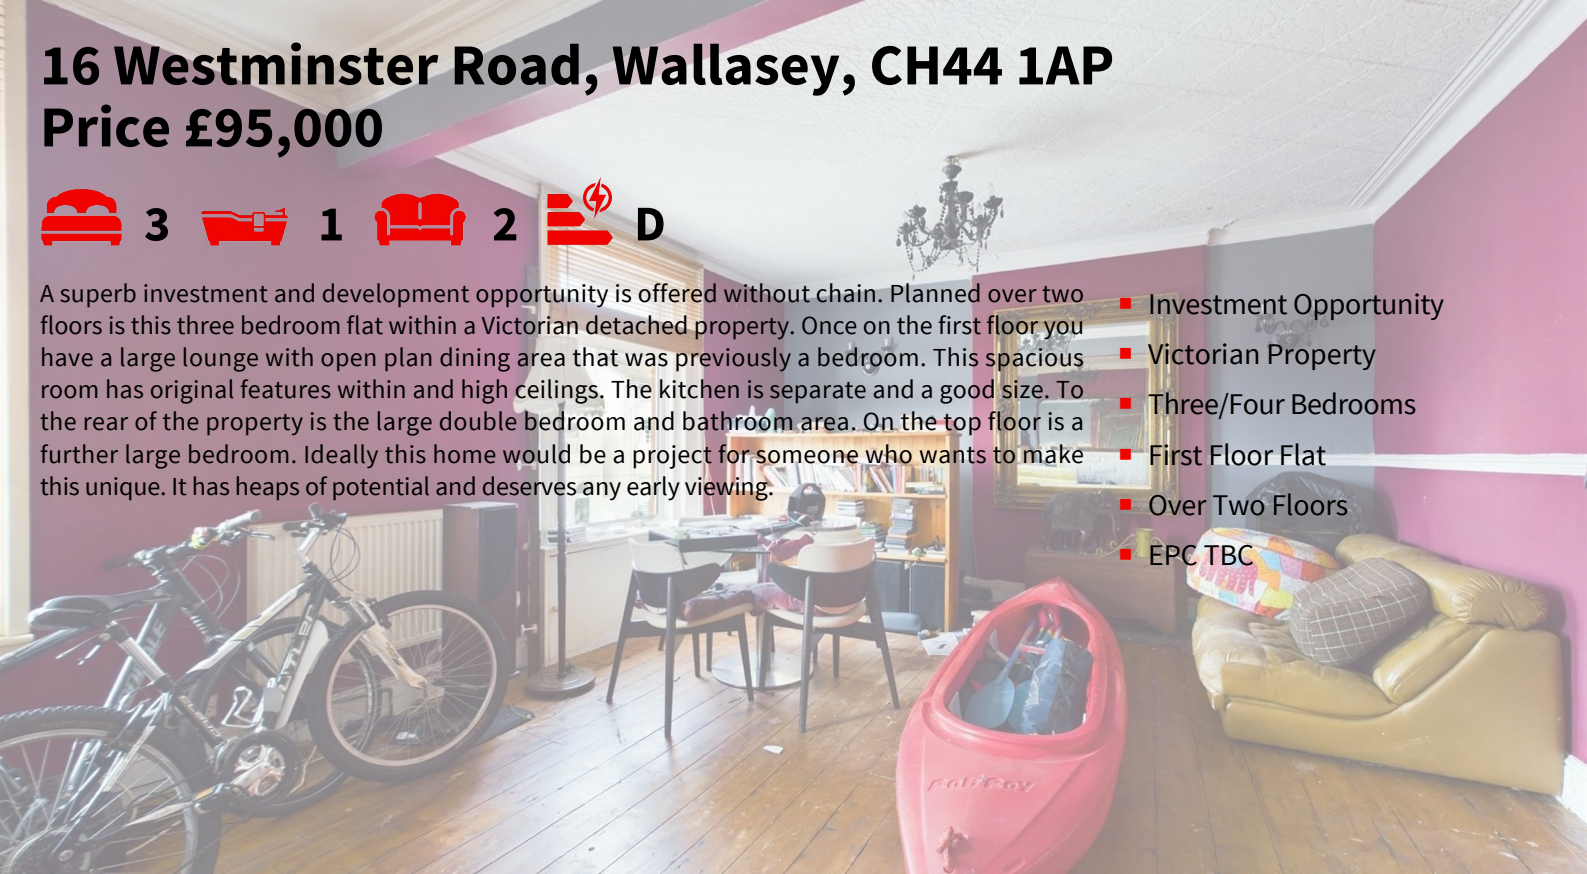 16 Westminster Road, Wallasey, CH44 1AP
Price £95,000
3 1 2 D
A superb investment and development opportunity is offered without chain. Planned over two
floors is this three bedroom flat within a Victorian detached property. Once on the first floor you
have a large lounge with open plan dining area that was previously a bedroom. This spacious
room has original features within and high ceilings. The kitchen is separate and a good size. To
the rear of the property is the large double bedroom and bathroom area. On the top floor is a
further large bedroom. Ideally this home would be a project for someone who wants to make
this unique. It has heaps of potential and deserves any early viewing.
Investment Opportunity
Victorian Property
Three/Four Bedrooms
First Floor Flat
Over Two Floors
EPC TBC
Rob Roy